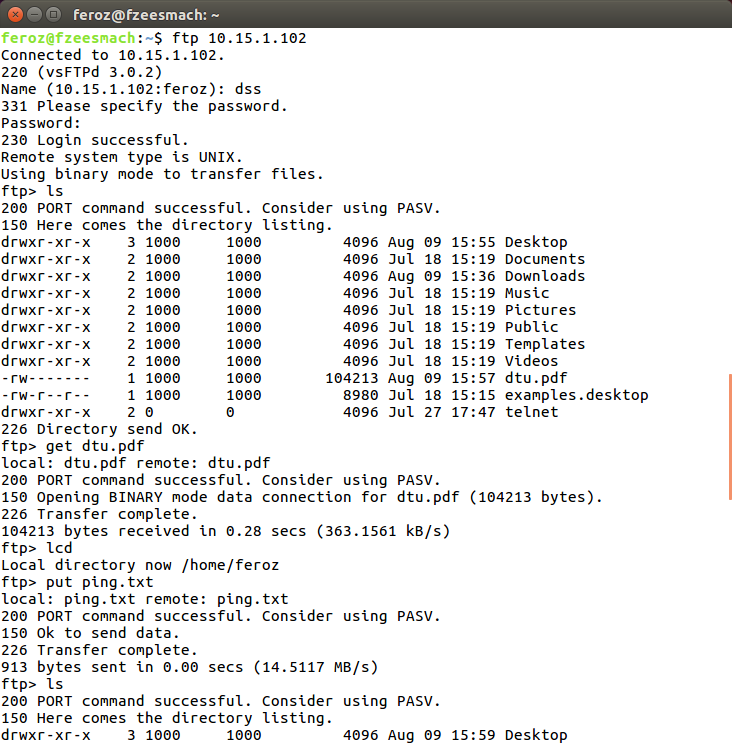 feroz@fzeesmach: ~
feroz@fzeesmach:~$ ftp 10.15.1.102
Connected to 10.15.1.102.
220 (vsFTPd 3.0.2)
Name (10.15.1.102:feroz): dss
331 Please specify the password.
Password:
230 Login successful.
Remote system type is UNIX.
Using binary mode to transfer files.
ftp> ls
200 PORT command successful. Consider using PASV.
150 Here comes the directory listing.
drwxr-xr-x    3 1000     1000         4096 Aug 09 15:55 Desktop
drwxr-xr-x    2 1000     1000         4096 Jul 18 15:19 Documents
drwxr-xr-x    2 1000     1000         4096 Aug 09 15:36 Downloads
drwxr-xr-x    2 1000     1000         4096 Jul 18 15:19 Music
drwxr-xr-x    2 1000     1000         4096 Jul 18 15:19 Pictures
drwxr-xr-x    2 1000     1000         4096 Jul 18 15:19 Public
drwxr-xr-x    2 1000     1000         4096 Jul 18 15:19 Templates
drwxr-xr-x    2 1000     1000         4096 Jul 18 15:19 Videos
-rw-------    1 1000     1000       104213 Aug 09 15:57 dtu.pdf
-rw-r--r--    1 1000     1000         8980 Jul 18 15:15 examples.desktop
drwxr-xr-x    2 0        0            4096 Jul 27 17:47 telnet
226 Directory send OK.
ftp> get dtu.pdf
local: dtu.pdf remote: dtu.pdf
200 PORT command successful. Consider using PASV.
150 Opening BINARY mode data connection for dtu.pdf (104213 bytes).
226 Transfer complete.
104213 bytes received in 0.28 secs (363.1561 kB/s)
ftp> lcd
Local directory now /home/feroz
ftp> put ping.txt
local: ping.txt remote: ping.txt
200 PORT command successful. Consider using PASV.
150 Ok to send data.
226 Transfer complete.
913 bytes sent in 0.00 secs (14.5117 MB/s)
ftp> ls
200 PORT command successful. Consider using PASV.
150 Here comes the directory listing.
drwxr-xr-x    3 1000     1000         4096 Aug 09 15:59 Desktop